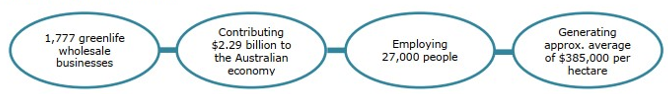 1,777 greenlife
wholesale
businesses
Contributing
$2.29 billion to
the Australian
economy
Employing
27,000 people
Generating
approx. average
of $385,000 per
hectare